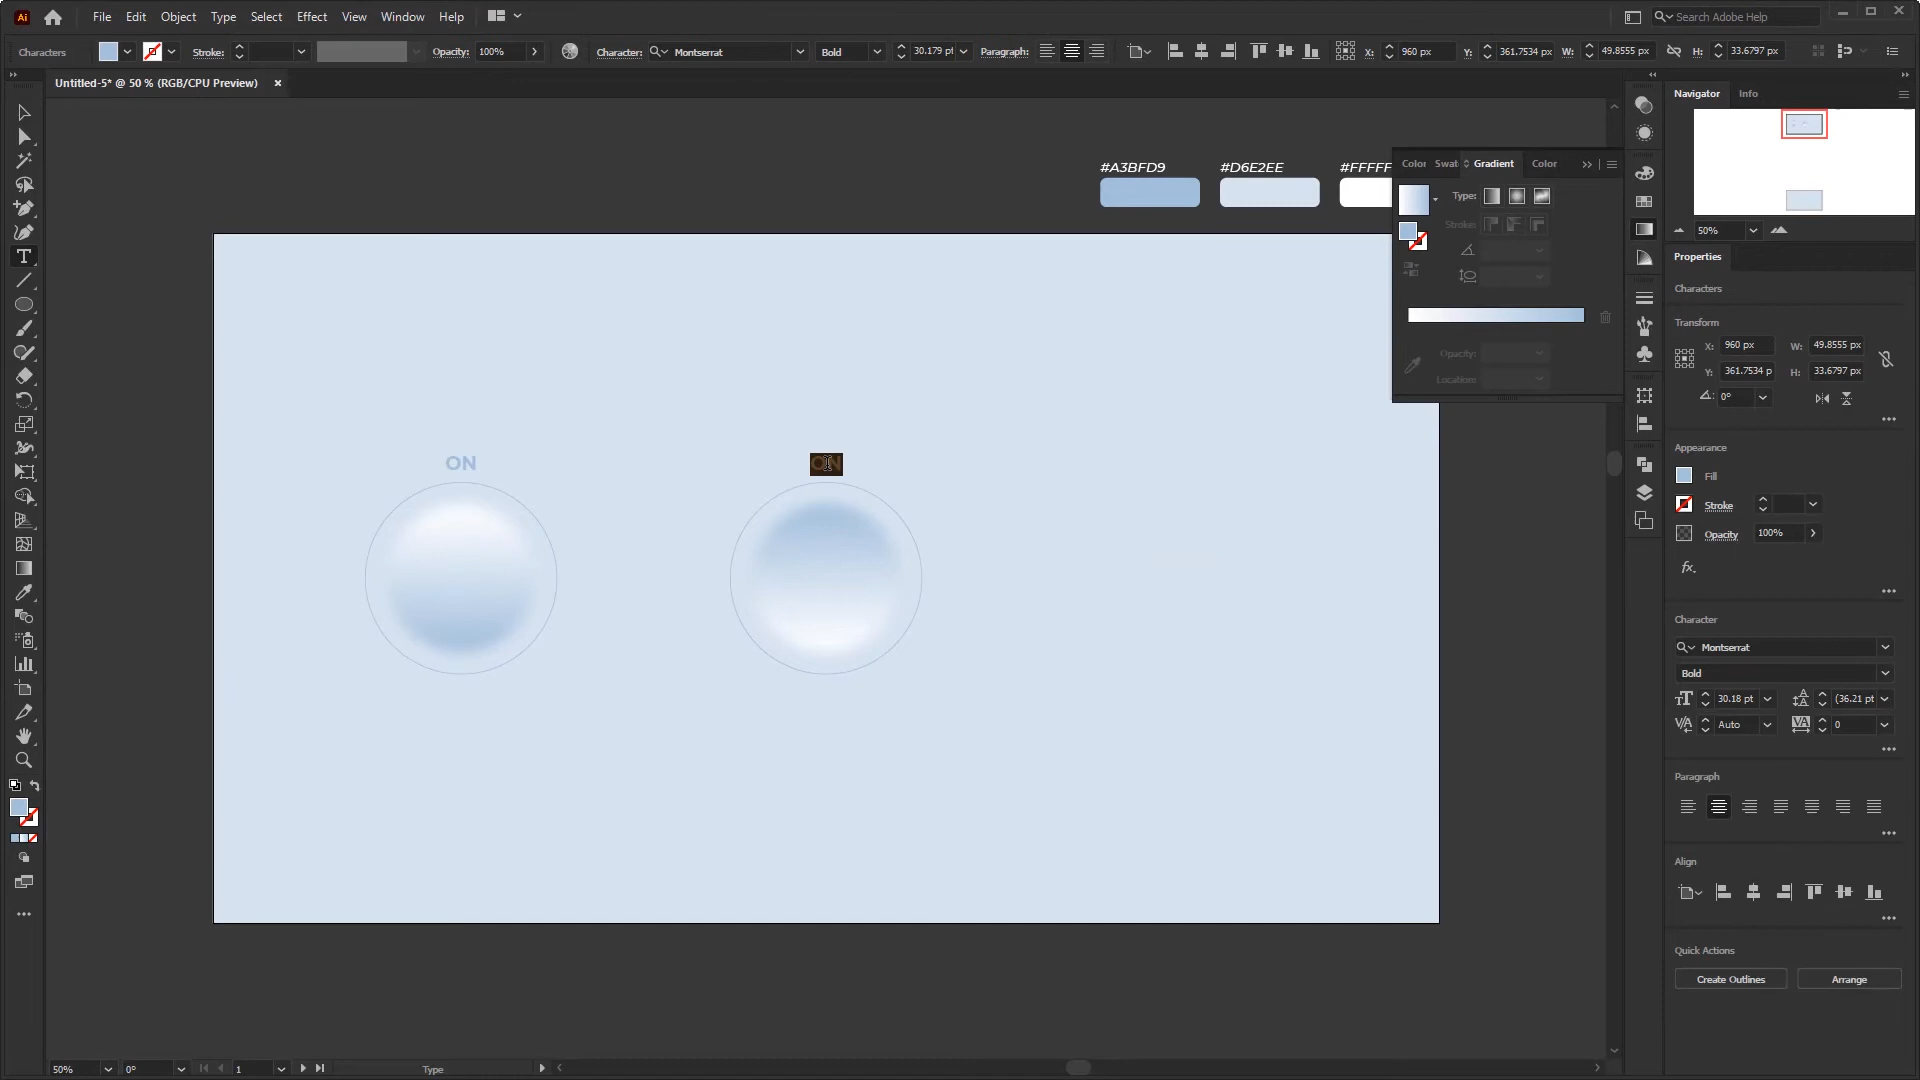 Ai
File Edit Object Type Select Effect View Window Help
Search Adobe Help
Characters Stroke: Opacity: 100% Character: Montserrat Bold 30.179 pt Paragraph: X: 960 px Y: 361.7534 px W: 49.8555 px H: 33.6797 px
Untitled-5* @ 50 % (RGB/CPU Preview)
Navigator Info
#A3BFD9 #D6E2EE #FFFFF
Color Swat Gradient Color
Type:
Stroke:
Opacity:
Location:
50%
Properties
Characters
Transform
X: 960 px W: 49.8555 px
Y: 361.7534 p H: 33.6797 px
0°
Appearance
Fill
Stroke
Opacity 100%
fx.
Character
Montserrat
Bold
30.18 pt (36.21 pt
Auto 0
Paragraph
Align
Quick Actions
Create Outlines Arrange
ON ON
50% 0° 1 Type